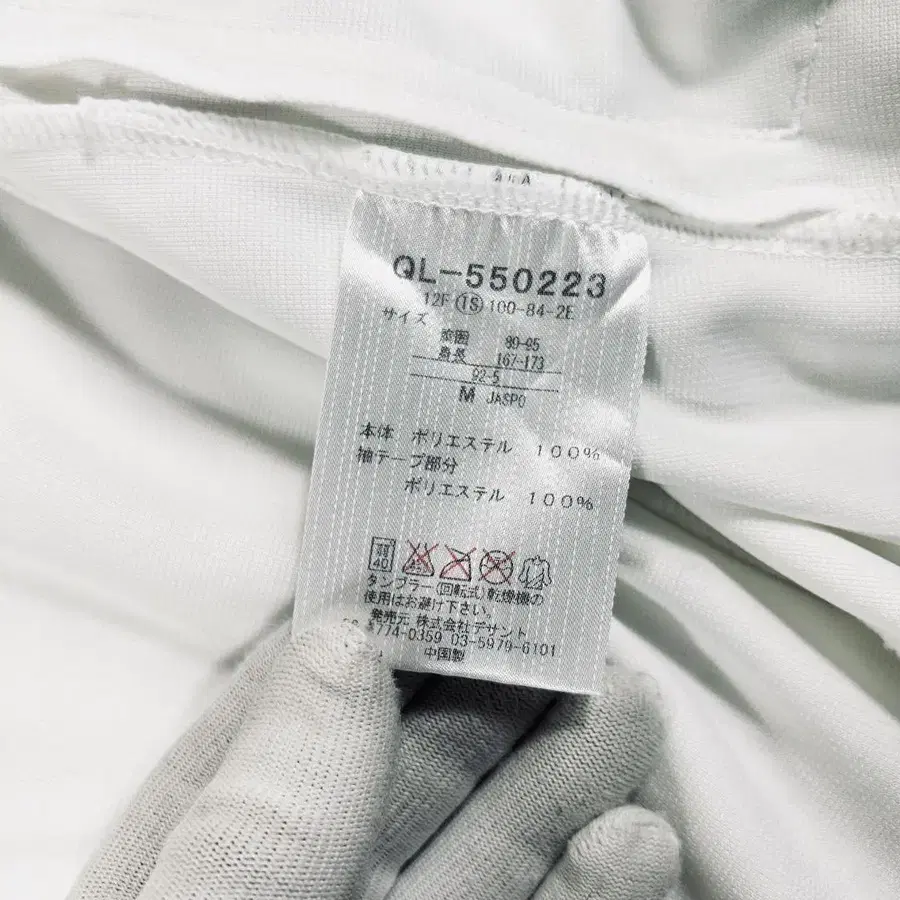 QL-550223
12F (IS) 100-84-2E
サイズ
胸囲 89-95
身長 167-173
92-5
M JASPO
本体 ポリエステル 100%
袖テープ部分
ポリエステル 100%
40
タンブラー(回転式)乾燥機の
使用はお避け下さい。
発売元 株式会社デサント
6774-0359 03-5979-6101
中国製